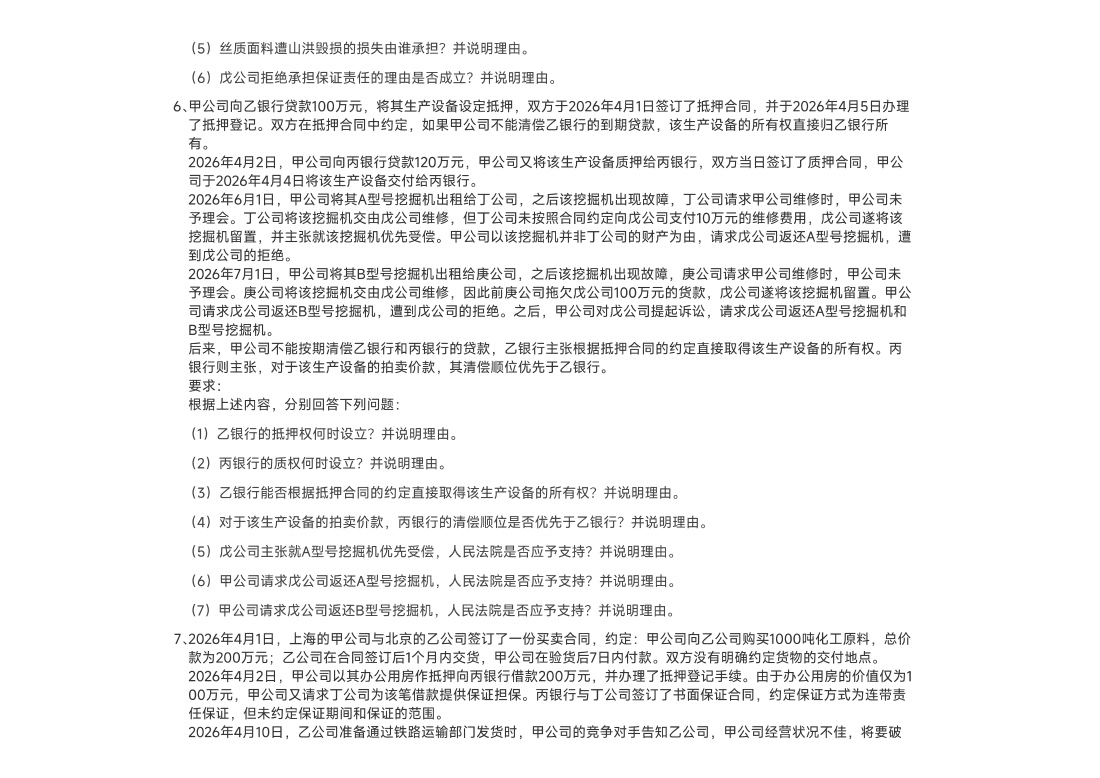 （5）丝质面料遭山洪毁损的损失由谁承担？并说明理由。
（6）戊公司拒绝承担保证责任的理由是否成立？并说明理由。
6、甲公司向乙银行贷款100万元，将其生产设备设定抵押，双方于2026年4月1日签订了抵押合同，并于2026年4月5日办理
了抵押登记。双方在抵押合同中约定，如果甲公司不能清偿乙银行的到期贷款，该生产设备的所有权直接归乙银行所
有。
2026年4月2日，甲公司向丙银行贷款120万元，甲公司又将该生产设备质押给丙银行，双方当日签订了质押合同，甲公
司于2026年4月4日将该生产设备交付给丙银行。
2026年6月1日，甲公司将其A型号挖掘机出租给丁公司，之后该挖掘机出现故障，丁公司请求甲公司维修时，甲公司未
予理会。丁公司将该挖掘机交由戊公司维修，但丁公司未按照合同约定向戊公司支付10万元的维修费用，戊公司遂将该
挖掘机留置，并主张就该挖掘机优先受偿。甲公司以该挖掘机并非丁公司的财产为由，请求戊公司返还A型号挖掘机，遭
到戊公司的拒绝。
2026年7月1日，甲公司将其B型号挖掘机出租给庚公司，之后该挖掘机出现故障，庚公司请求甲公司维修时，甲公司未
予理会。庚公司将该挖掘机交由戊公司维修，因此前庚公司拖欠戊公司100万元的货款，戊公司遂将该挖掘机留置。甲公
司请求戊公司返还B型号挖掘机，遭到戊公司的拒绝。之后，甲公司对戊公司提起诉讼，请求戊公司返还A型号挖掘机和
B型号挖掘机。
后来，甲公司不能按期清偿乙银行和丙银行的贷款，乙银行主张根据抵押合同的约定直接取得该生产设备的所有权。丙
银行则主张，对于该生产设备的拍卖价款，其清偿顺位优先于乙银行。
要求：
根据上述内容，分别回答下列问题：
（1）乙银行的抵押权何时设立？并说明理由。
（2）丙银行的质权何时设立？并说明理由。
（3）乙银行能否根据抵押合同的约定直接取得该生产设备的所有权？并说明理由。
（4）对于该生产设备的拍卖价款，丙银行的清偿顺位是否优先于乙银行？并说明理由。
（5）戊公司主张就A型号挖掘机优先受偿，人民法院是否应予支持？并说明理由。
（6）甲公司请求戊公司返还A型号挖掘机，人民法院是否应予支持？并说明理由。
（7）甲公司请求戊公司返还B型号挖掘机，人民法院是否应予支持？并说明理由。
7、2026年4月1日，上海的甲公司与北京的乙公司签订了一份买卖合同，约定：甲公司向乙公司购买1000吨化工原料，总价
款为200万元；乙公司在合同签订后1个月内交货，甲公司在验货后7日内付款。双方没有明确约定货物的交付地点。
2026年4月2日，甲公司以其办公用房作抵押向丙银行借款200万元，并办理了抵押登记手续。由于办公用房的价值仅为1
00万元，甲公司又请求丁公司为该笔借款提供保证担保。丙银行与丁公司签订了书面保证合同，约定保证方式为连带责
任保证，但未约定保证期间和保证的范围。
2026年4月10日，乙公司准备通过铁路运输部门发货时，甲公司的竞争对手告知乙公司，甲公司经营状况不佳，将要破